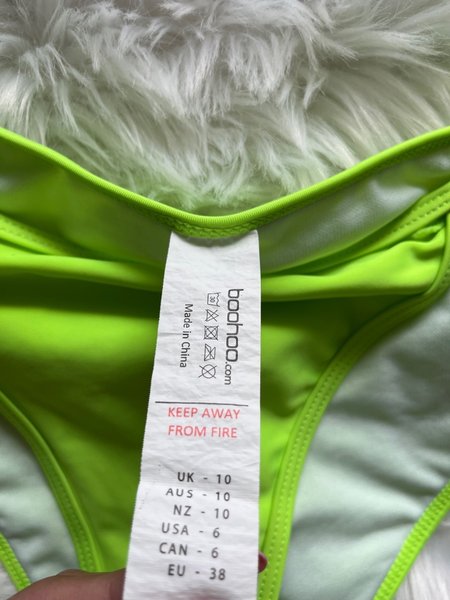 boohoo.com
30
Made in China
KEEP AWAY
FROM FIRE
UK - 10
AUS - 10
NZ - 10
USA - 6
CAN - 6
EU - 38